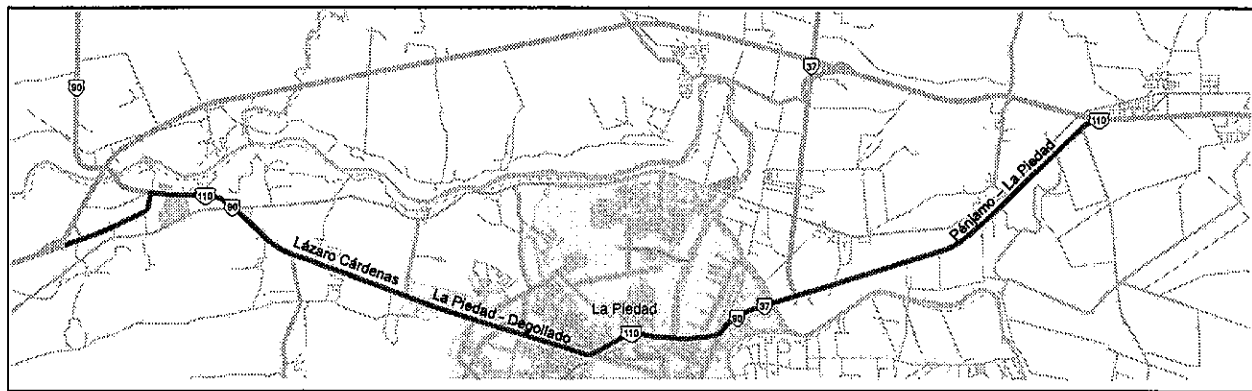 90
37
110
Pénjamo - La Piedad
110
90
Lázaro Cárdenas
La Piedad - Degollado
La Piedad
110
90
37